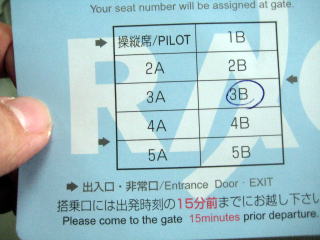 Your seat number will be assigned at gate.
操縦席/PILOT 1B
2A 2B
3A 3B
4A 4B
5A 5B
出入口・非常口/Entrance Door・EXIT
搭乗口には出発時刻の15分前までにお越し下さい
Please come to the gate 15minutes prior departure.